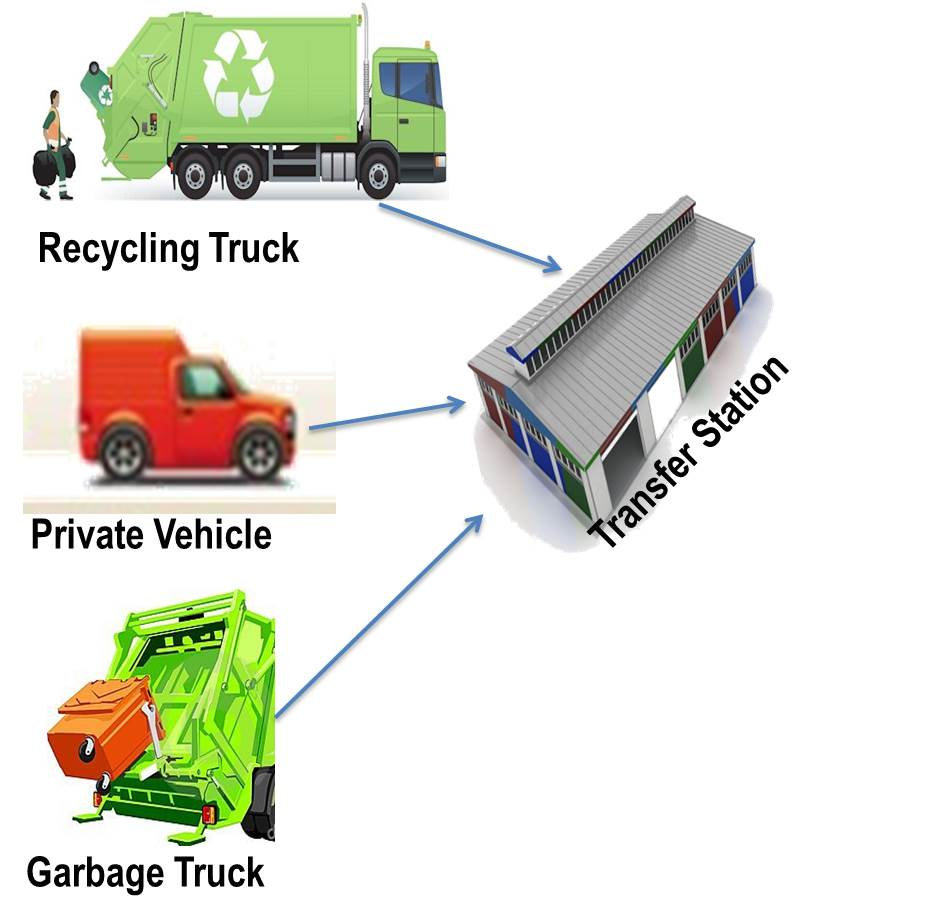 Recycling Truck
Private Vehicle
Transfer Station
Garbage Truck